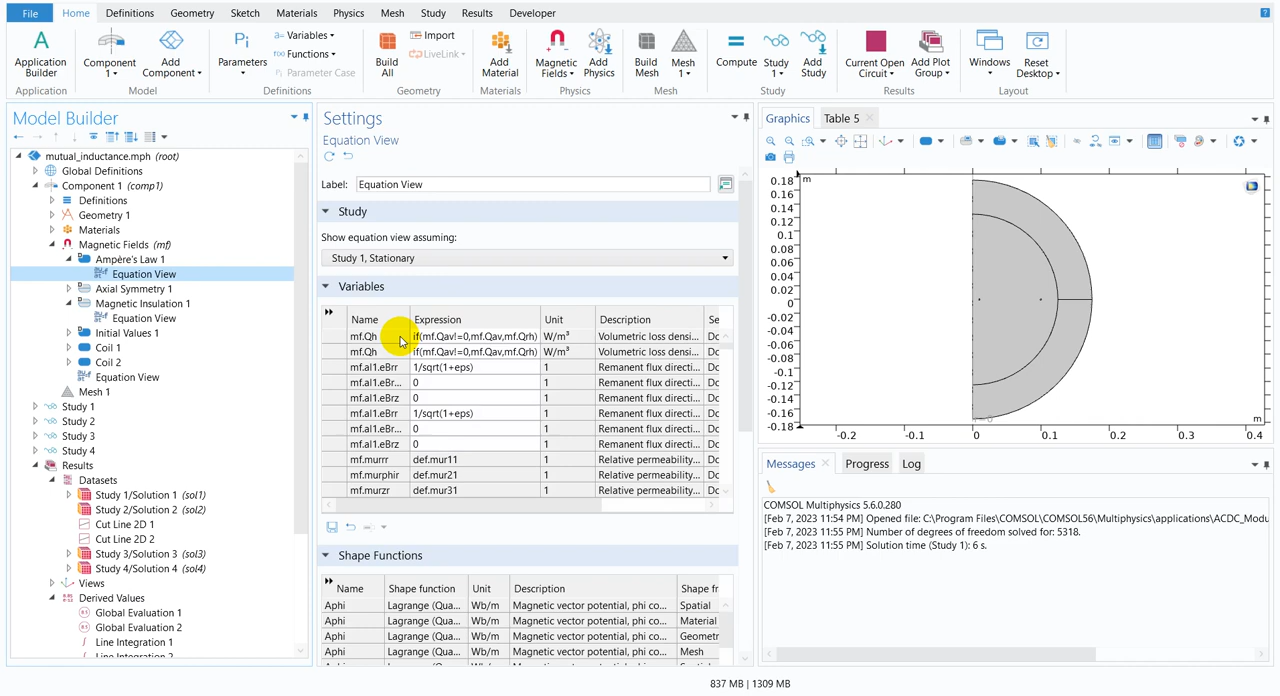 File Home Definitions Geometry Sketch Materials Physics Mesh Study Results Developer
Application Builder
Component 1
Add Component
Pi Parameters
a= Variables
f(x) Functions
Pi Parameter Case
Build All
Import
LiveLink
Add Material
Magnetic Fields
Add Physics
Build Mesh
Mesh 1
Compute
Study 1
Add Study
Current Open Circuit
Add Plot Group
Windows
Reset Desktop
Application Model Definitions Geometry Materials Physics Mesh Study Results Layout
Model Builder
mutual_inductance.mph (root)
Global Definitions
Component 1 (comp1)
Definitions
Geometry 1
Materials
Magnetic Fields (mf)
Ampère's Law 1
Equation View
Axial Symmetry 1
Magnetic Insulation 1
Equation View
Initial Values 1
Coil 1
Coil 2
Equation View
Mesh 1
Study 1
Study 2
Study 3
Study 4
Results
Datasets
Study 1/Solution 1 (sol1)
Study 2/Solution 2 (sol2)
Cut Line 2D 1
Cut Line 2D 2
Study 3/Solution 3 (sol3)
Study 4/Solution 4 (sol4)
Views
Derived Values
Global Evaluation 1
Global Evaluation 2
Line Integration 1
Settings
Equation View
Label: Equation View
Study
Show equation view assuming:
Study 1, Stationary
Variables
Name Expression Unit Description Se
mf.Qh if(mf.Qav!=0,mf.Qav,mf.Qrh) W/m³ Volumetric loss densi... Dc
mf.Qh if(mf.Qav!=0,mf.Qav,mf.Qrh) W/m³ Volumetric loss densi... Dc
mf.al1.eBrr 1/sqrt(1+eps) 1 Remanent flux directi... Dc
mf.al1.eBr... 0 1 Remanent flux directi... Dc
mf.al1.eBrz 0 1 Remanent flux directi... Dc
mf.al1.eBrr 1/sqrt(1+eps) 1 Remanent flux directi... Dc
mf.al1.eBr... 0 1 Remanent flux directi... Dc
mf.al1.eBrz 0 1 Remanent flux directi... Dc
mf.murrr def.mur11 1 Relative permeability... Dc
mf.murphir def.mur21 1 Relative permeability... Dc
mf.murzr def.mur31 1 Relative permeability... Dc
Shape Functions
Name Shape function Unit Description Shape fr
Aphi Lagrange (Qua... Wb/m Magnetic vector potential, phi co... Spatial
Aphi Lagrange (Qua... Wb/m Magnetic vector potential, phi co... Material
Aphi Lagrange (Qua... Wb/m Magnetic vector potential, phi co... Geometr
Aphi Lagrange (Qua... Wb/m Magnetic vector potential, phi co... Mesh
Graphics Table 5
m
0.18
0.16
0.14
0.12
0.1
0.08
0.06
0.04
0.02
0
-0.02
-0.04
-0.06
-0.08
-0.1
-0.12
-0.14
-0.16
-0.18
m
-0.2 -0.1 0 0.1 0.2 0.3 0.4
Messages Progress Log
COMSOL Multiphysics 5.6.0.280
[Feb 7, 2023 11:54 PM] Opened file: C:\Program Files\COMSOL\COMSOL56\Multiphysics\applications\ACDC_Modu
[Feb 7, 2023 11:55 PM] Number of degrees of freedom solved for: 5318.
[Feb 7, 2023 11:55 PM] Solution time (Study 1): 6 s.
837 MB | 1309 MB